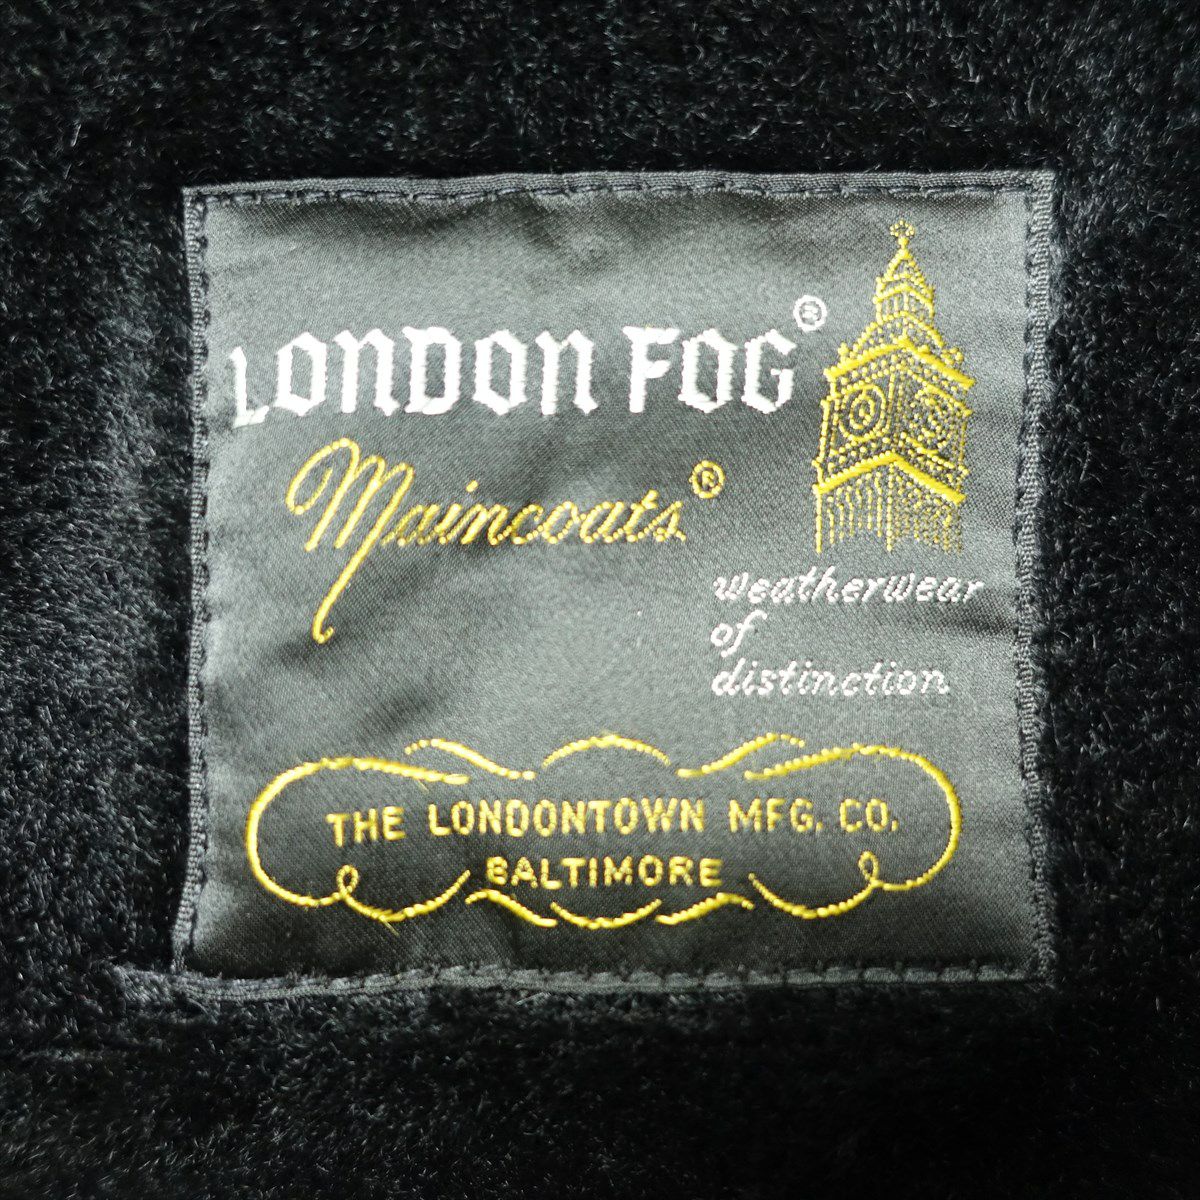 LONDON FOG®
Maincoats®
weatherwear
of
distinction
THE LONDONTOWN MFG. CO.
BALTIMORE